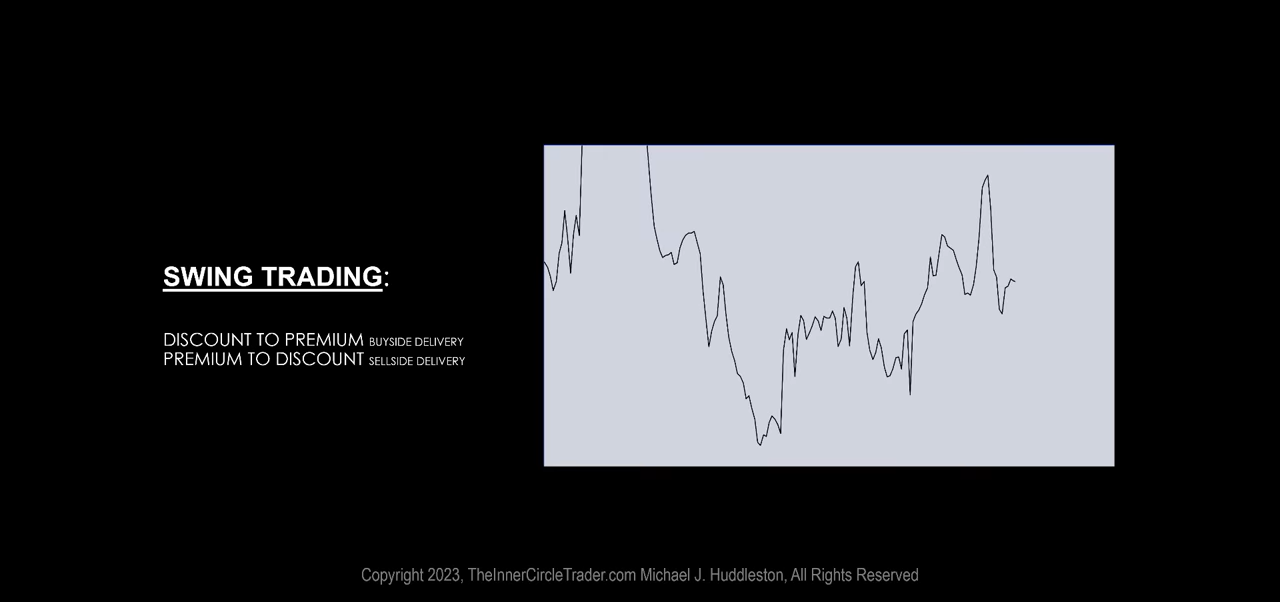 SWING TRADING:
DISCOUNT TO PREMIUM BUYSIDE DELIVERY
PREMIUM TO DISCOUNT SELLSIDE DELIVERY
Copyright 2023, TheInnerCircleTrader.com Michael J. Huddleston, All Rights Reserved